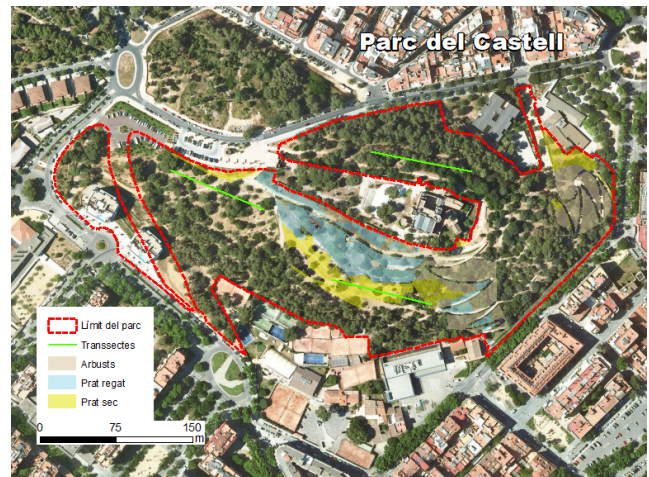 Parc del Castell
Límit del parc
Transsectes
Arbusts
Prat regat
Prat sec
0 75 150
m